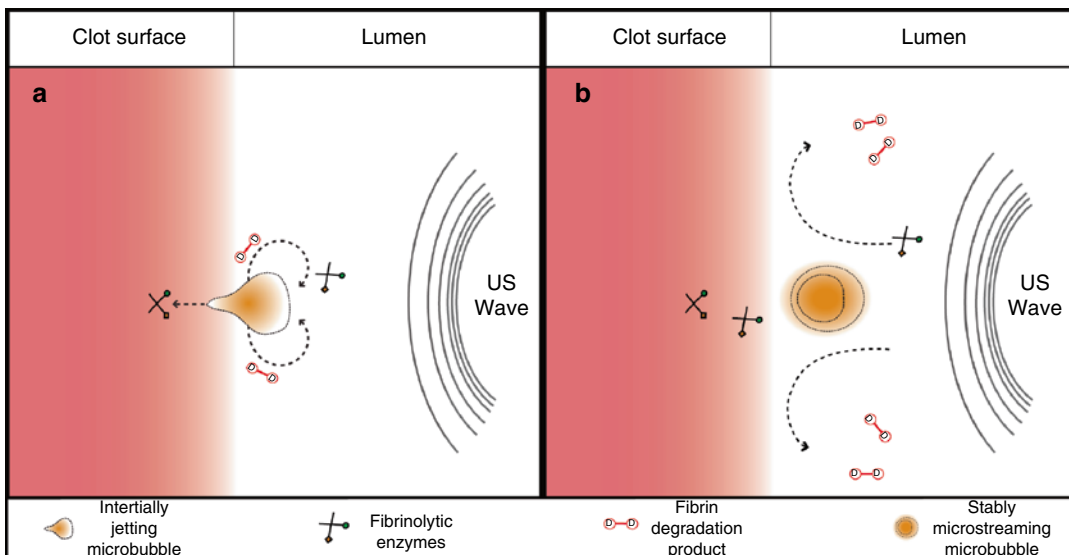 Clot surface
Lumen
Clot surface
Lumen
a
b
D D
D D
D D
D D
D D
D D
US
Wave
US
Wave
Intertially
jetting
microbubble
Fibrinolytic
enzymes
D D
Fibrin
degradation
product
Stably
microstreaming
microbubble